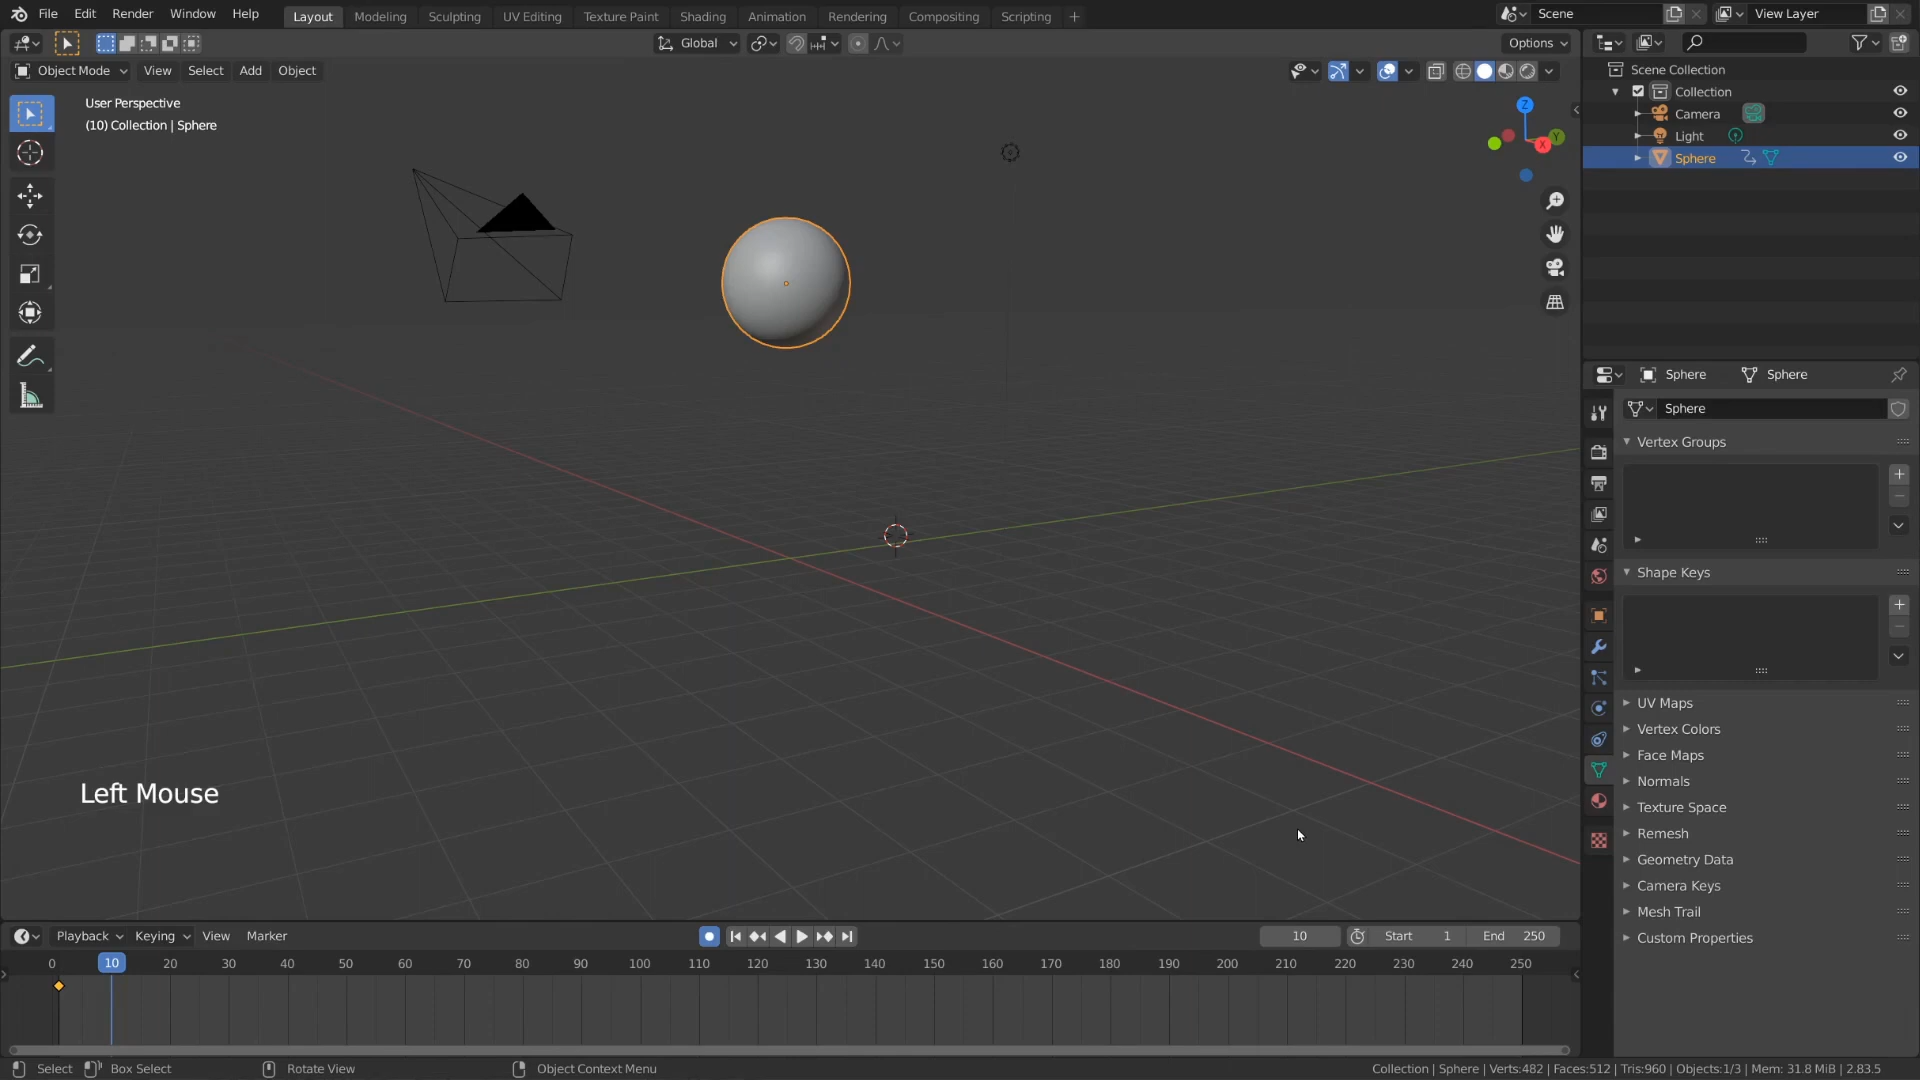 File Edit Render Window Help
Layout Modeling Sculpting UV Editing Texture Paint Shading Animation Rendering Compositing Scripting +
Scene
View Layer
Global
Options
Object Mode View Select Add Object
User Perspective
(10) Collection | Sphere
Z
Y
X
Scene Collection
Collection
Camera
Light
Sphere
Sphere Sphere
Sphere
Vertex Groups
Shape Keys
UV Maps
Vertex Colors
Face Maps
Normals
Texture Space
Remesh
Geometry Data
Camera Keys
Mesh Trail
Custom Properties
Left Mouse
Playback Keying View Marker
10 Start 1 End 250
0 10 20 30 40 50 60 70 80 90 100 110 120 130 140 150 160 170 180 190 200 210 220 230 240 250
Select Box Select Rotate View Object Context Menu
Collection | Sphere | Verts:482 | Faces:512 | Tris:960 | Objects:1/3 | Mem: 31.8 MiB | 2.83.5